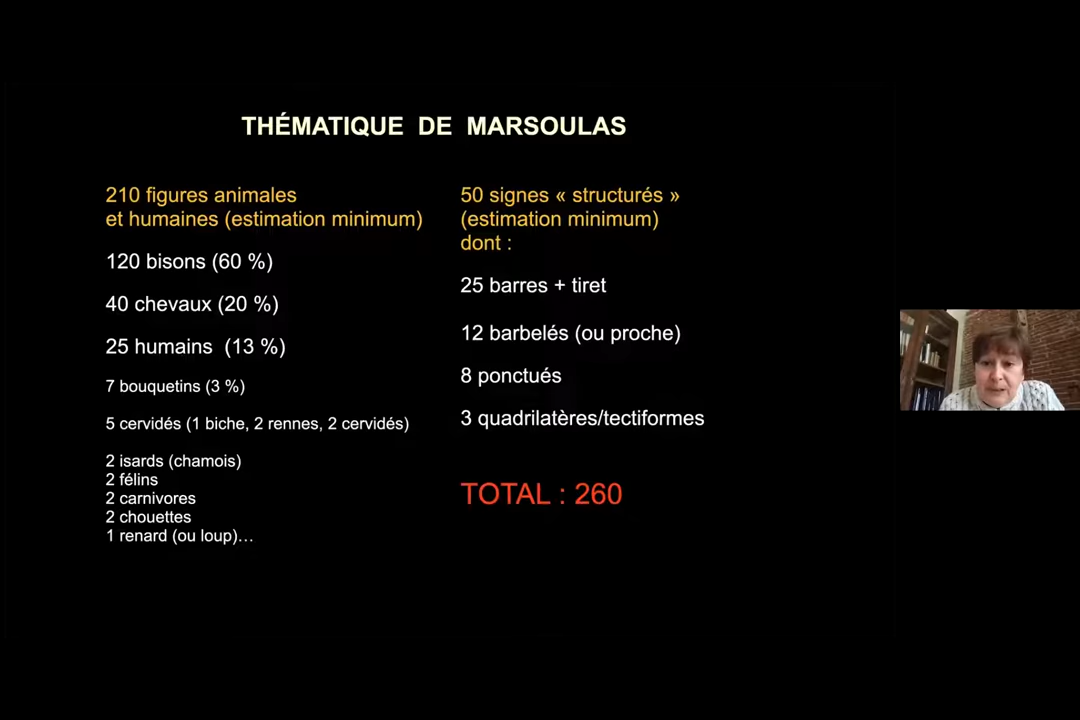 THÉMATIQUE DE MARSOULAS
210 figures animales
et humaines (estimation minimum)
120 bisons (60 %)
40 chevaux (20 %)
25 humains (13 %)
7 bouquetins (3 %)
5 cervidés (1 biche, 2 rennes, 2 cervidés)
2 isards (chamois)
2 félins
2 carnivores
2 chouettes
1 renard (ou loup)…
50 signes « structurés »
(estimation minimum)
dont :
25 barres + tiret
12 barbelés (ou proche)
8 ponctués
3 quadrilatères/tectiformes
TOTAL : 260